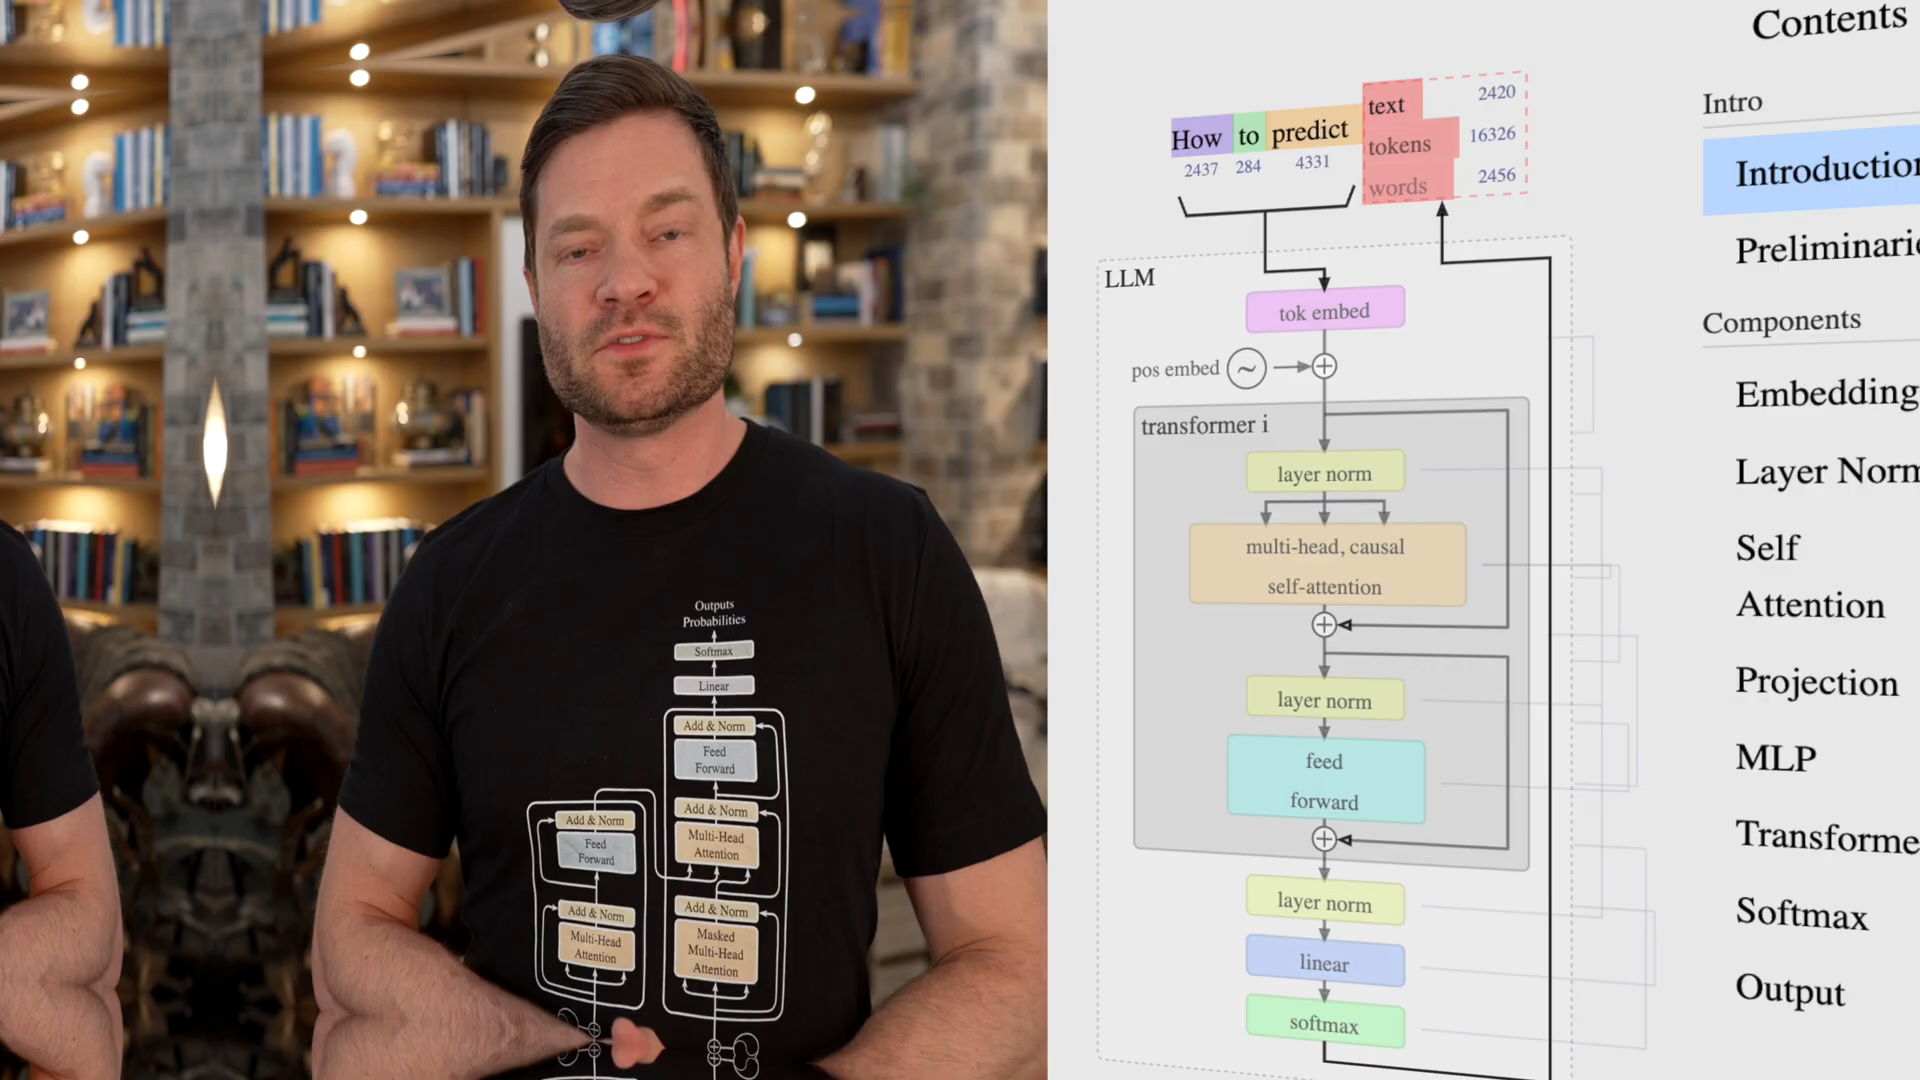 Outputs
Probabilities
Softmax
Linear
Add & Norm
Feed
Forward
Add & Norm
Multi-Head
Attention
Add & Norm
Masked
Multi-Head
Attention
Add & Norm
Feed
Forward
Add & Norm
Multi-Head
Attention
How to predict
2437 284 4331
text 2420
tokens 16326
words 2456
LLM
tok embed
pos embed
transformer i
layer norm
multi-head, causal
self-attention
layer norm
feed
forward
layer norm
linear
softmax
Contents
Intro
Introduction
Preliminarie
Components
Embedding
Layer Norm
Self
Attention
Projection
MLP
Transforme
Softmax
Output